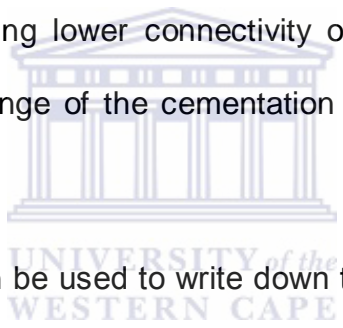 ng lower connectivity o
nge of the cementation
UNIVERSITY of the
be used to write down t
WESTERN CAPE